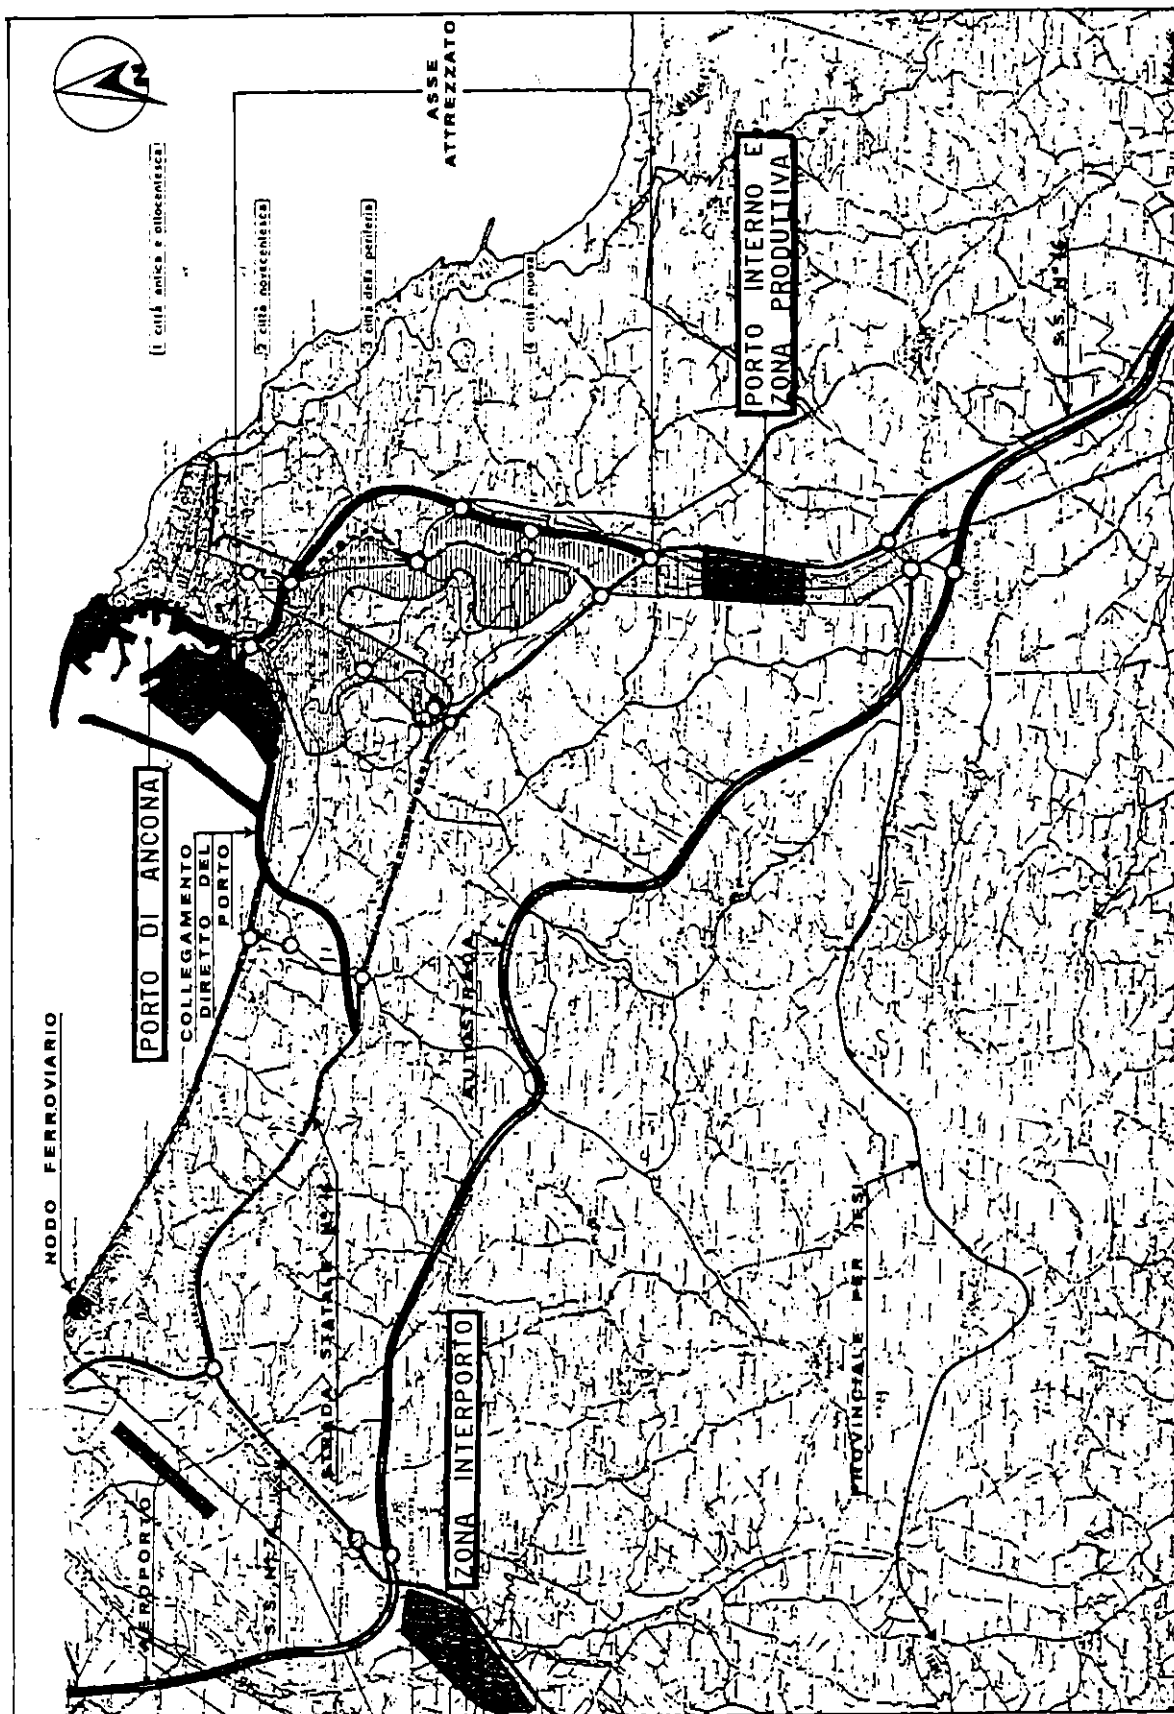 N
ASSE
ATTREZZATO
1 città antica e ottocentesca
2 città novecentesca
3 città della periferia
4 città nuova
PORTO INTERNO E
ZONA PRODUTTIVA
S.S. N° 16
PORTO DI ANCONA
COLLEGAMENTO
DIRETTO DEL
PORTO
NODO FERROVIARIO
AUTOSTRADA
STRADA STATALE N° 16
ZONA INTERPORTO
PROVINCIALE PER IESI
AEROPORTO
S.S. N° 76